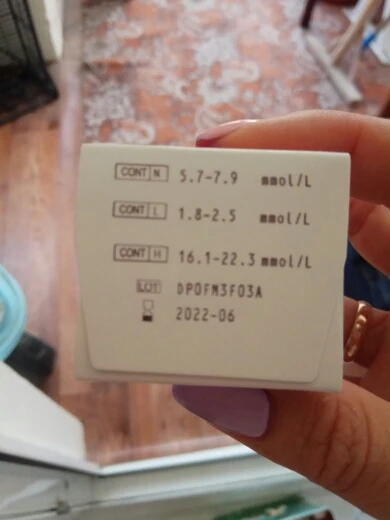 CONT N 5.7-7.9 mmol/L
CONT L 1.8-2.5 mmol/L
CONT H 16.1-22.3 mmol/L
LOT DP0FM3F03A
2022-06